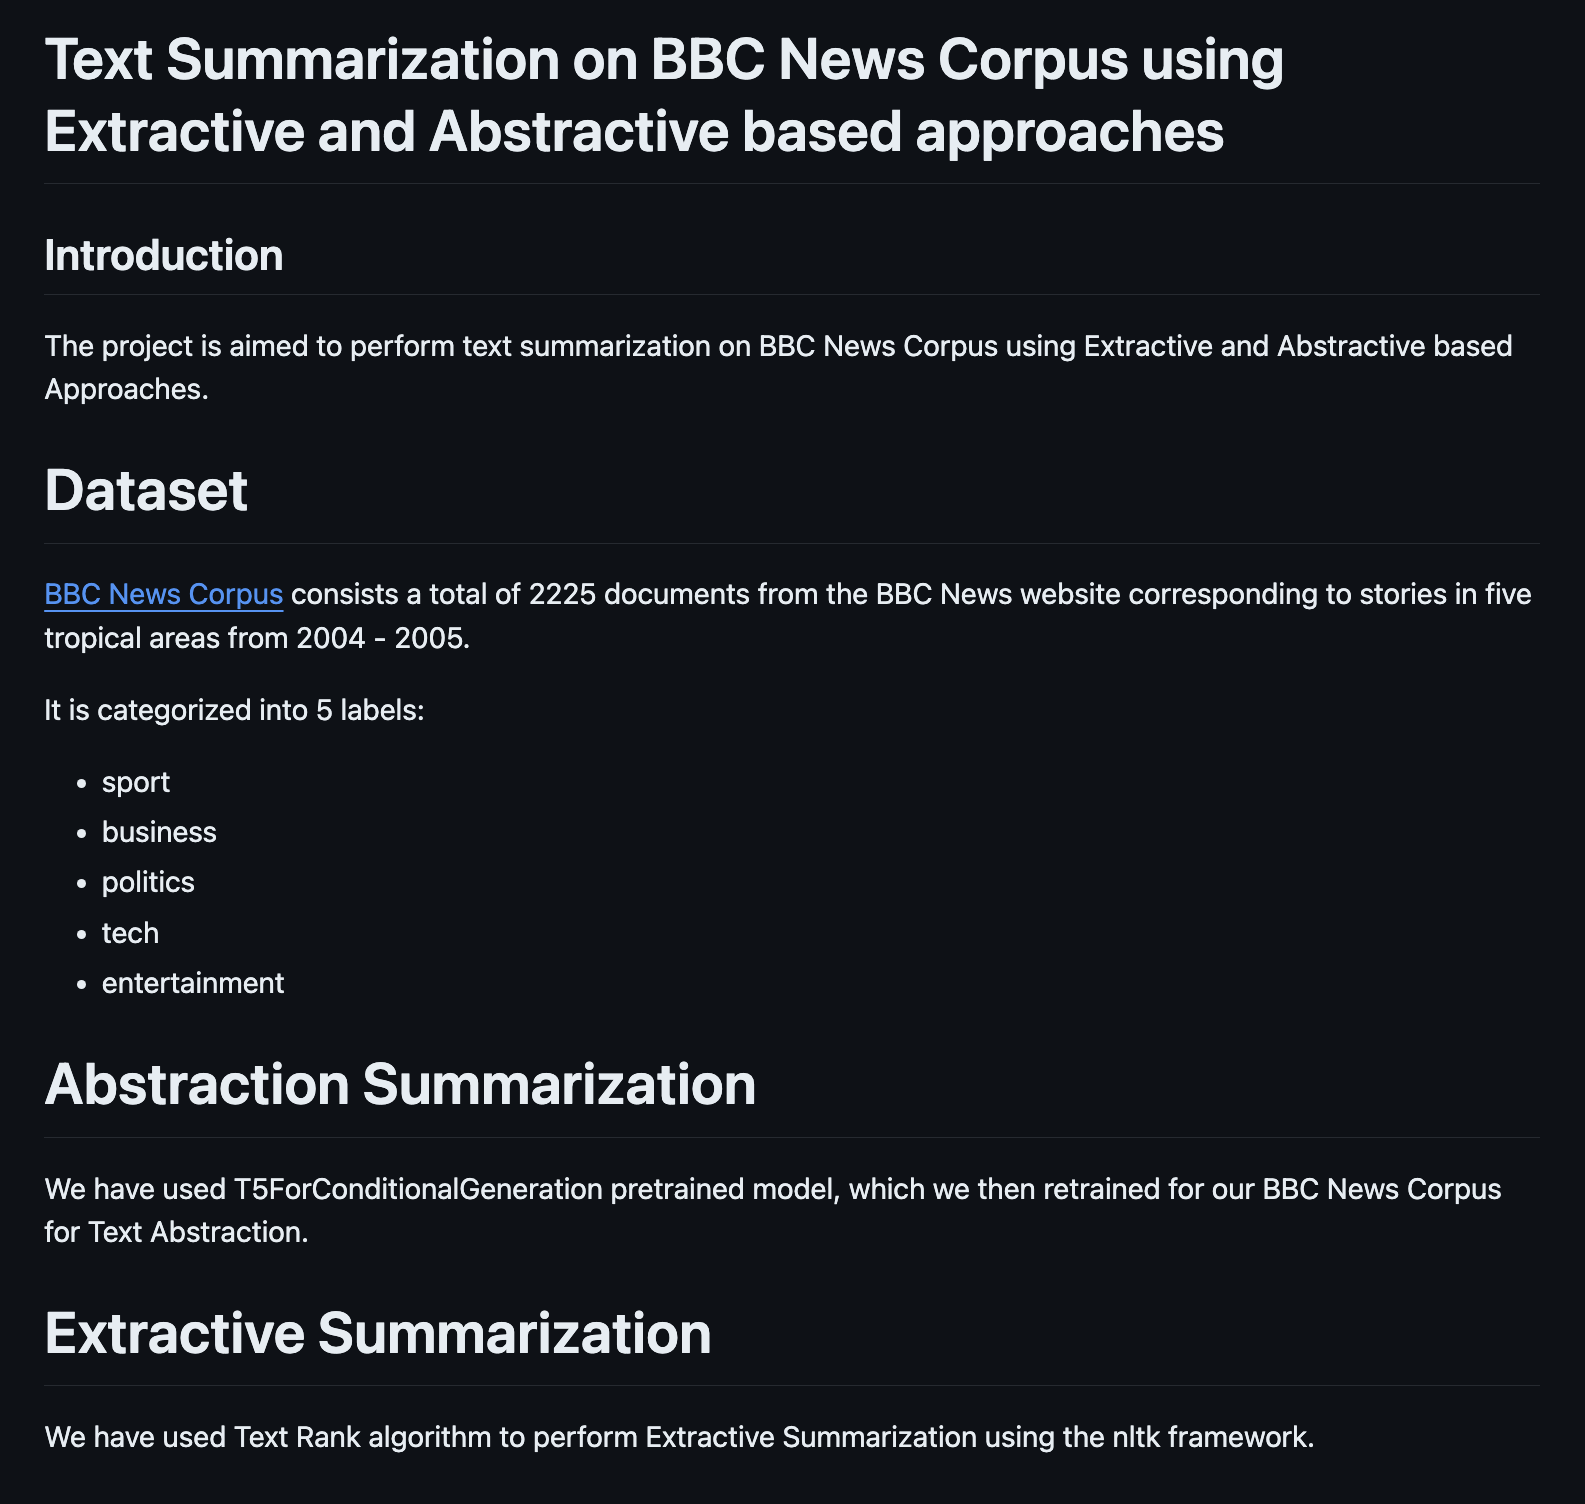 Text Summarization on BBC News Corpus using
Extractive and Abstractive based approaches
Introduction
The project is aimed to perform text summarization on BBC News Corpus using Extractive and Abstractive based
Approaches.
Dataset
BBC News Corpus consists a total of 2225 documents from the BBC News website corresponding to stories in five
tropical areas from 2004 - 2005.
It is categorized into 5 labels:
• sport
• business
• politics
• tech
• entertainment
Abstraction Summarization
We have used T5ForConditionalGeneration pretrained model, which we then retrained for our BBC News Corpus
for Text Abstraction.
Extractive Summarization
We have used Text Rank algorithm to perform Extractive Summarization using the nltk framework.